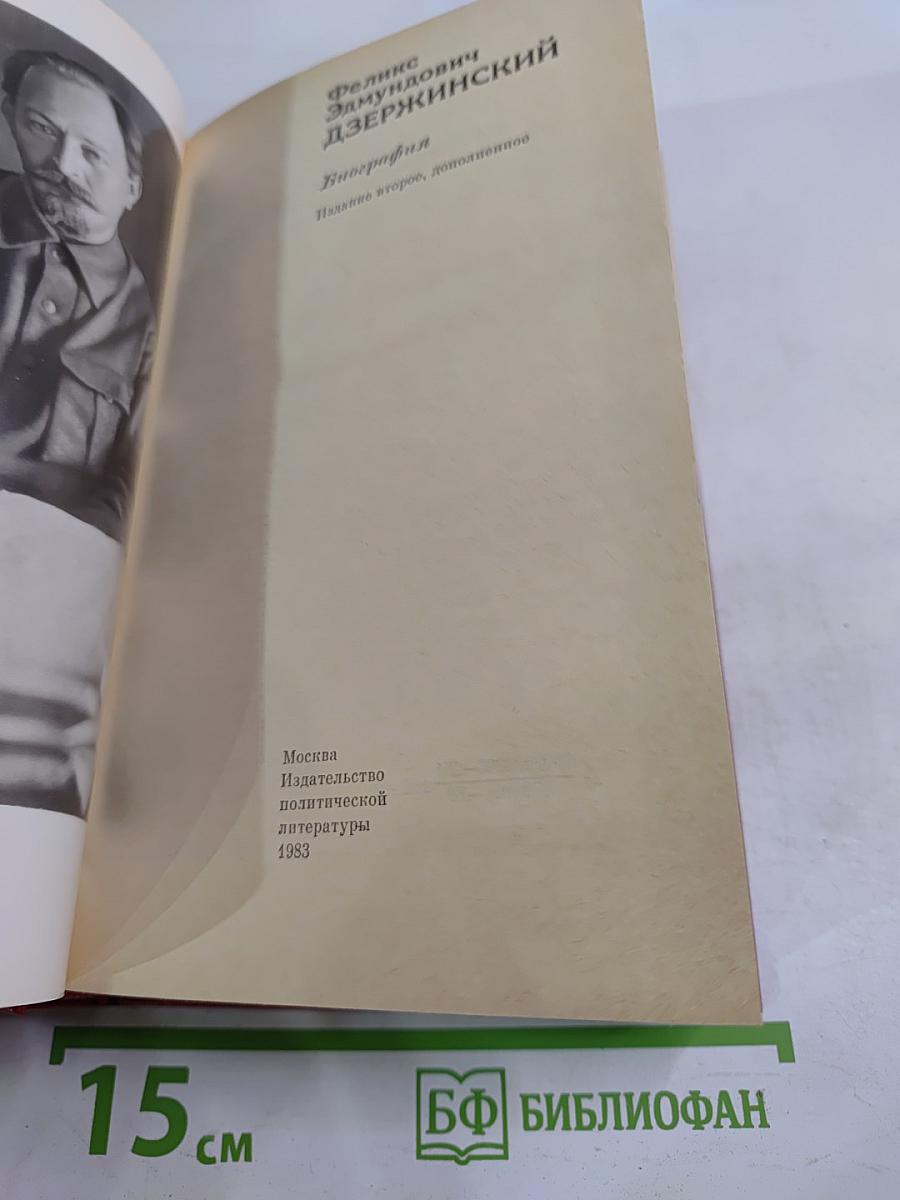 Феликс
Эдмундович
ДЗЕРЖИНСКИЙ
Биография
Издание второе, дополненное
Москва
Издательство
политической
литературы
1983
15 см
БФ БИБЛИОФАН